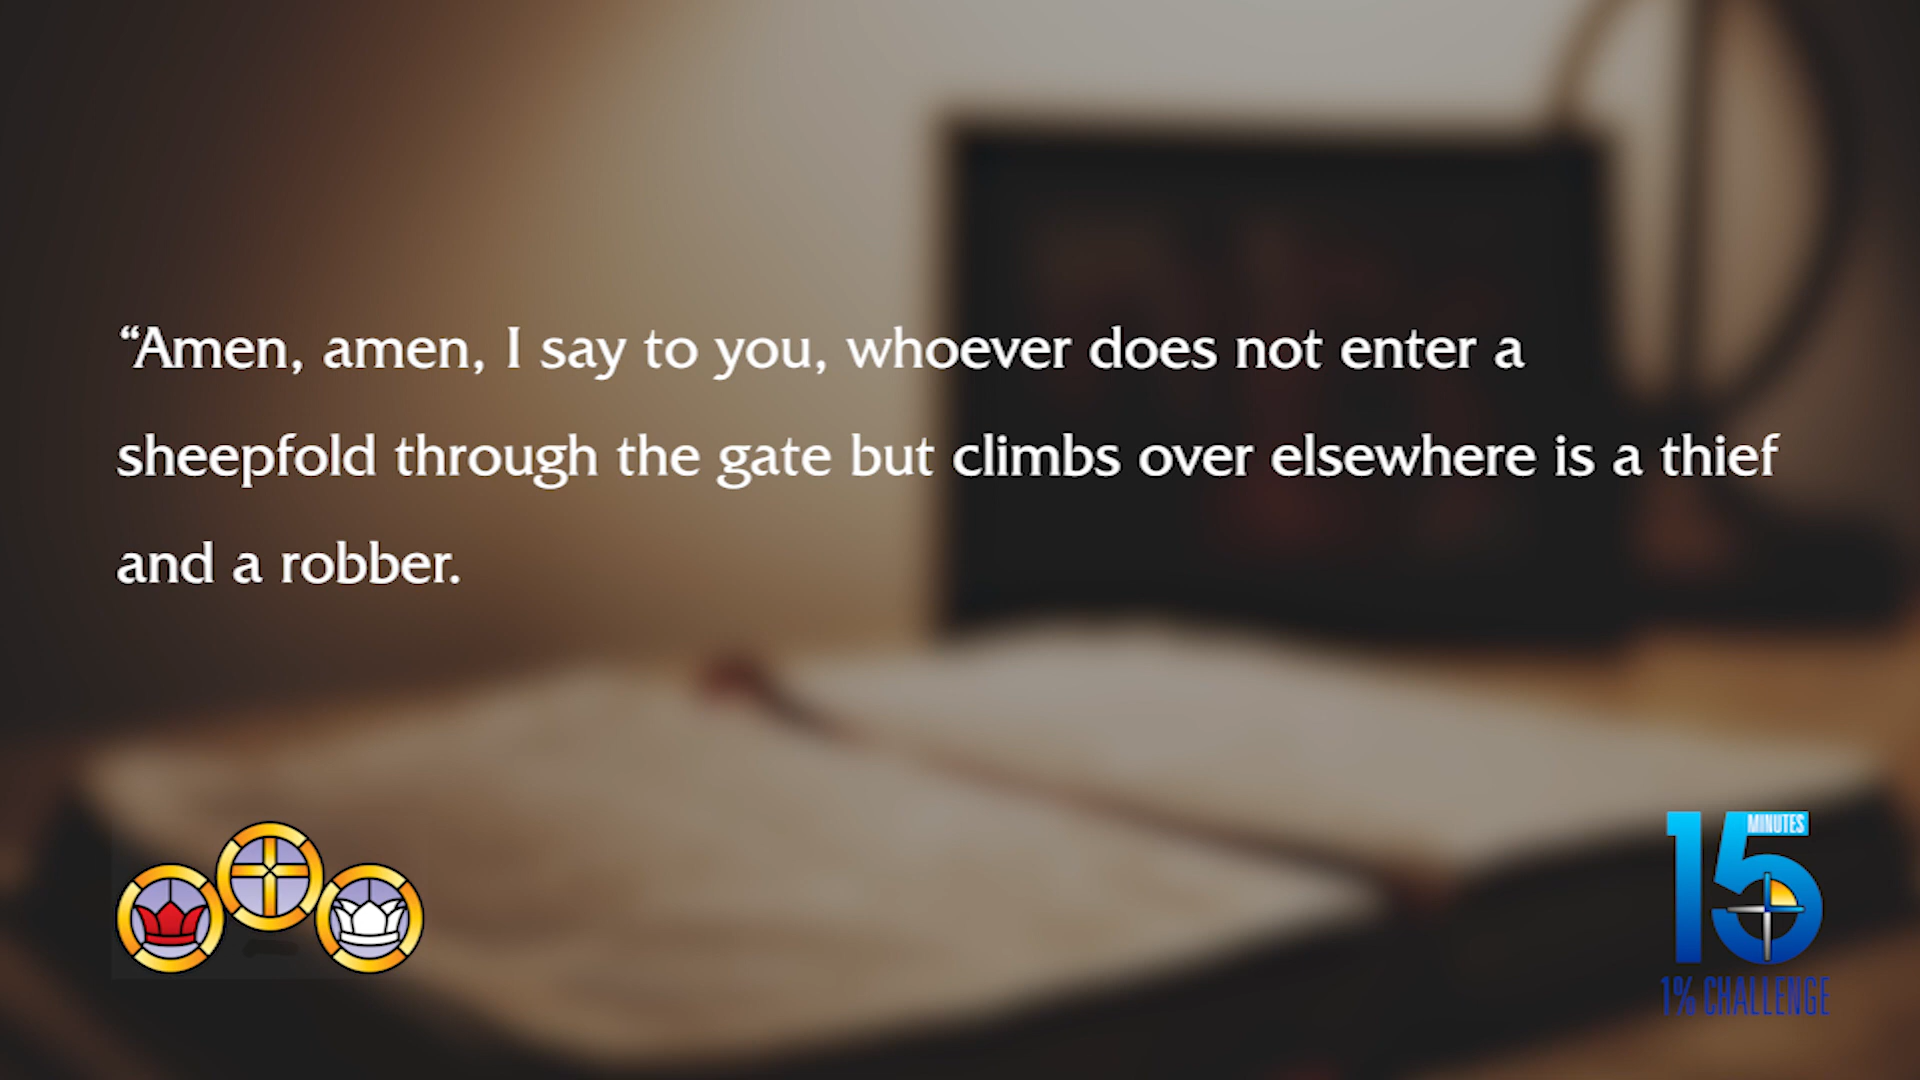 “Amen, amen, I say to you, whoever does not enter a
sheepfold through the gate but climbs over elsewhere is a thief
and a robber.
15
MINUTES
1% CHALLENGE